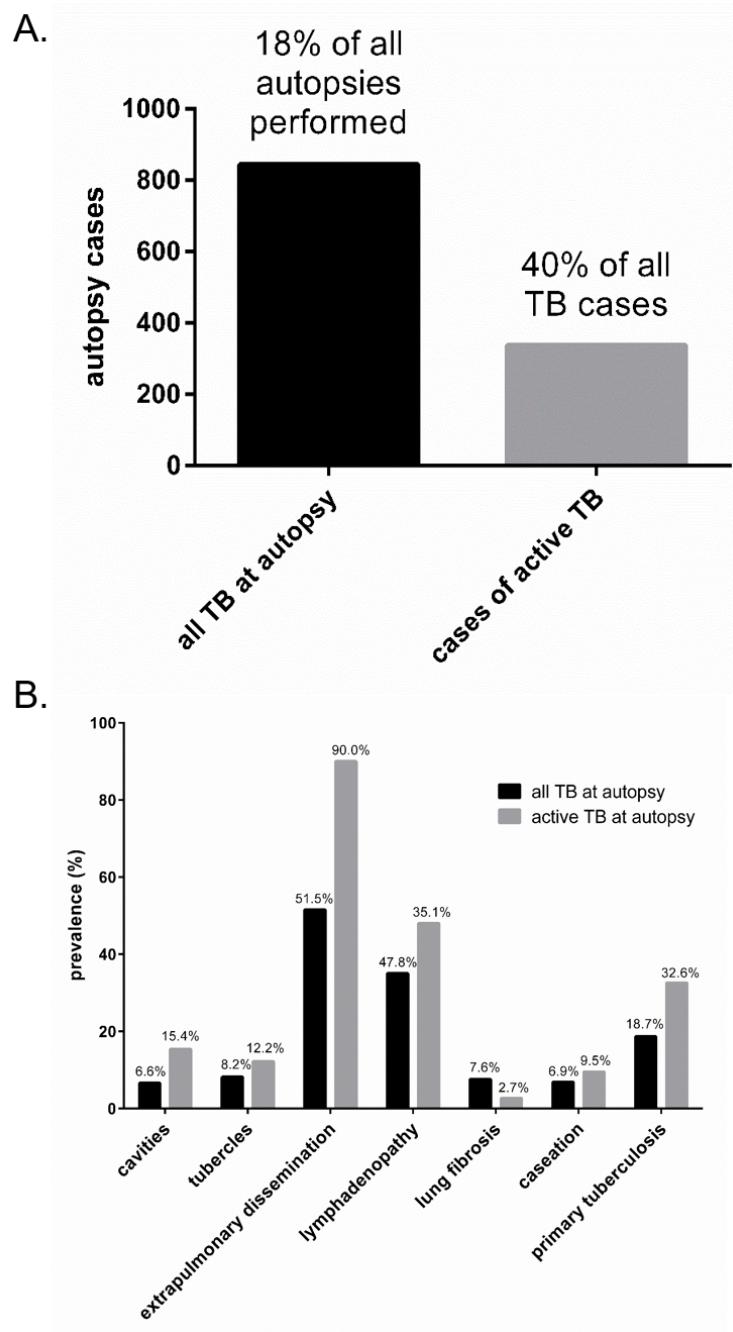 A.
18% of all
autopsies
performed
1000
800
600
400
200
0
autopsy cases
40% of all
TB cases
all TB at autopsy
cases of active TB
B.
100
80
60
40
20
0
prevalence (%)
all TB at autopsy
active TB at autopsy
6.6%
15.4%
8.2%
12.2%
51.5%
90.0%
47.8%
35.1%
7.6%
2.7%
6.9%
9.5%
18.7%
32.6%
cavities
tubercles
extrapulmonary dissemination
lymphadenopathy
lung fibrosis
caseation
primary tuberculosis